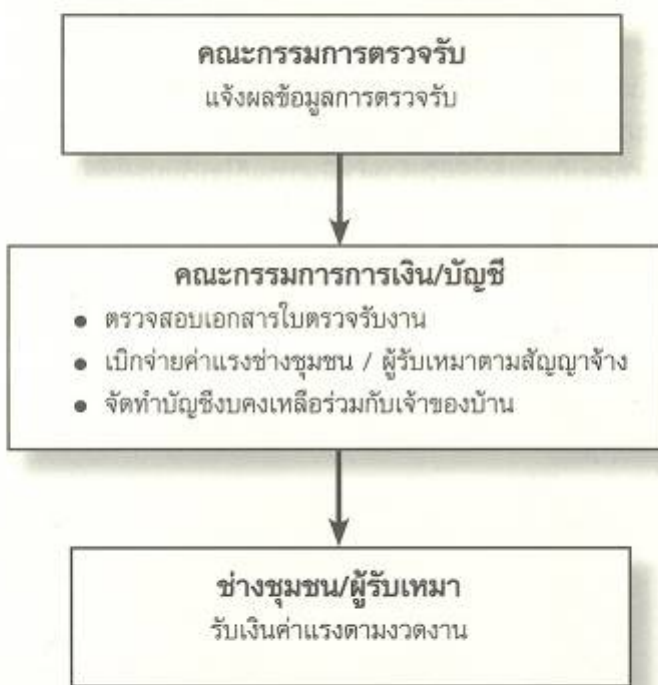 คณะกรรมการตรวจรับ
แจ้งผลข้อมูลการตรวจรับ
คณะกรรมการการเงิน/บัญชี
● ตรวจสอบเอกสารใบตรวจรับงาน
● เบิกจ่ายค่าแรงช่างชุมชน / ผู้รับเหมาตามสัญญาจ้าง
● จัดทำบัญชีงบคงเหลือร่วมกับเจ้าของบ้าน
ช่างชุมชน/ผู้รับเหมา
รับเงินค่าแรงตามงวดงาน